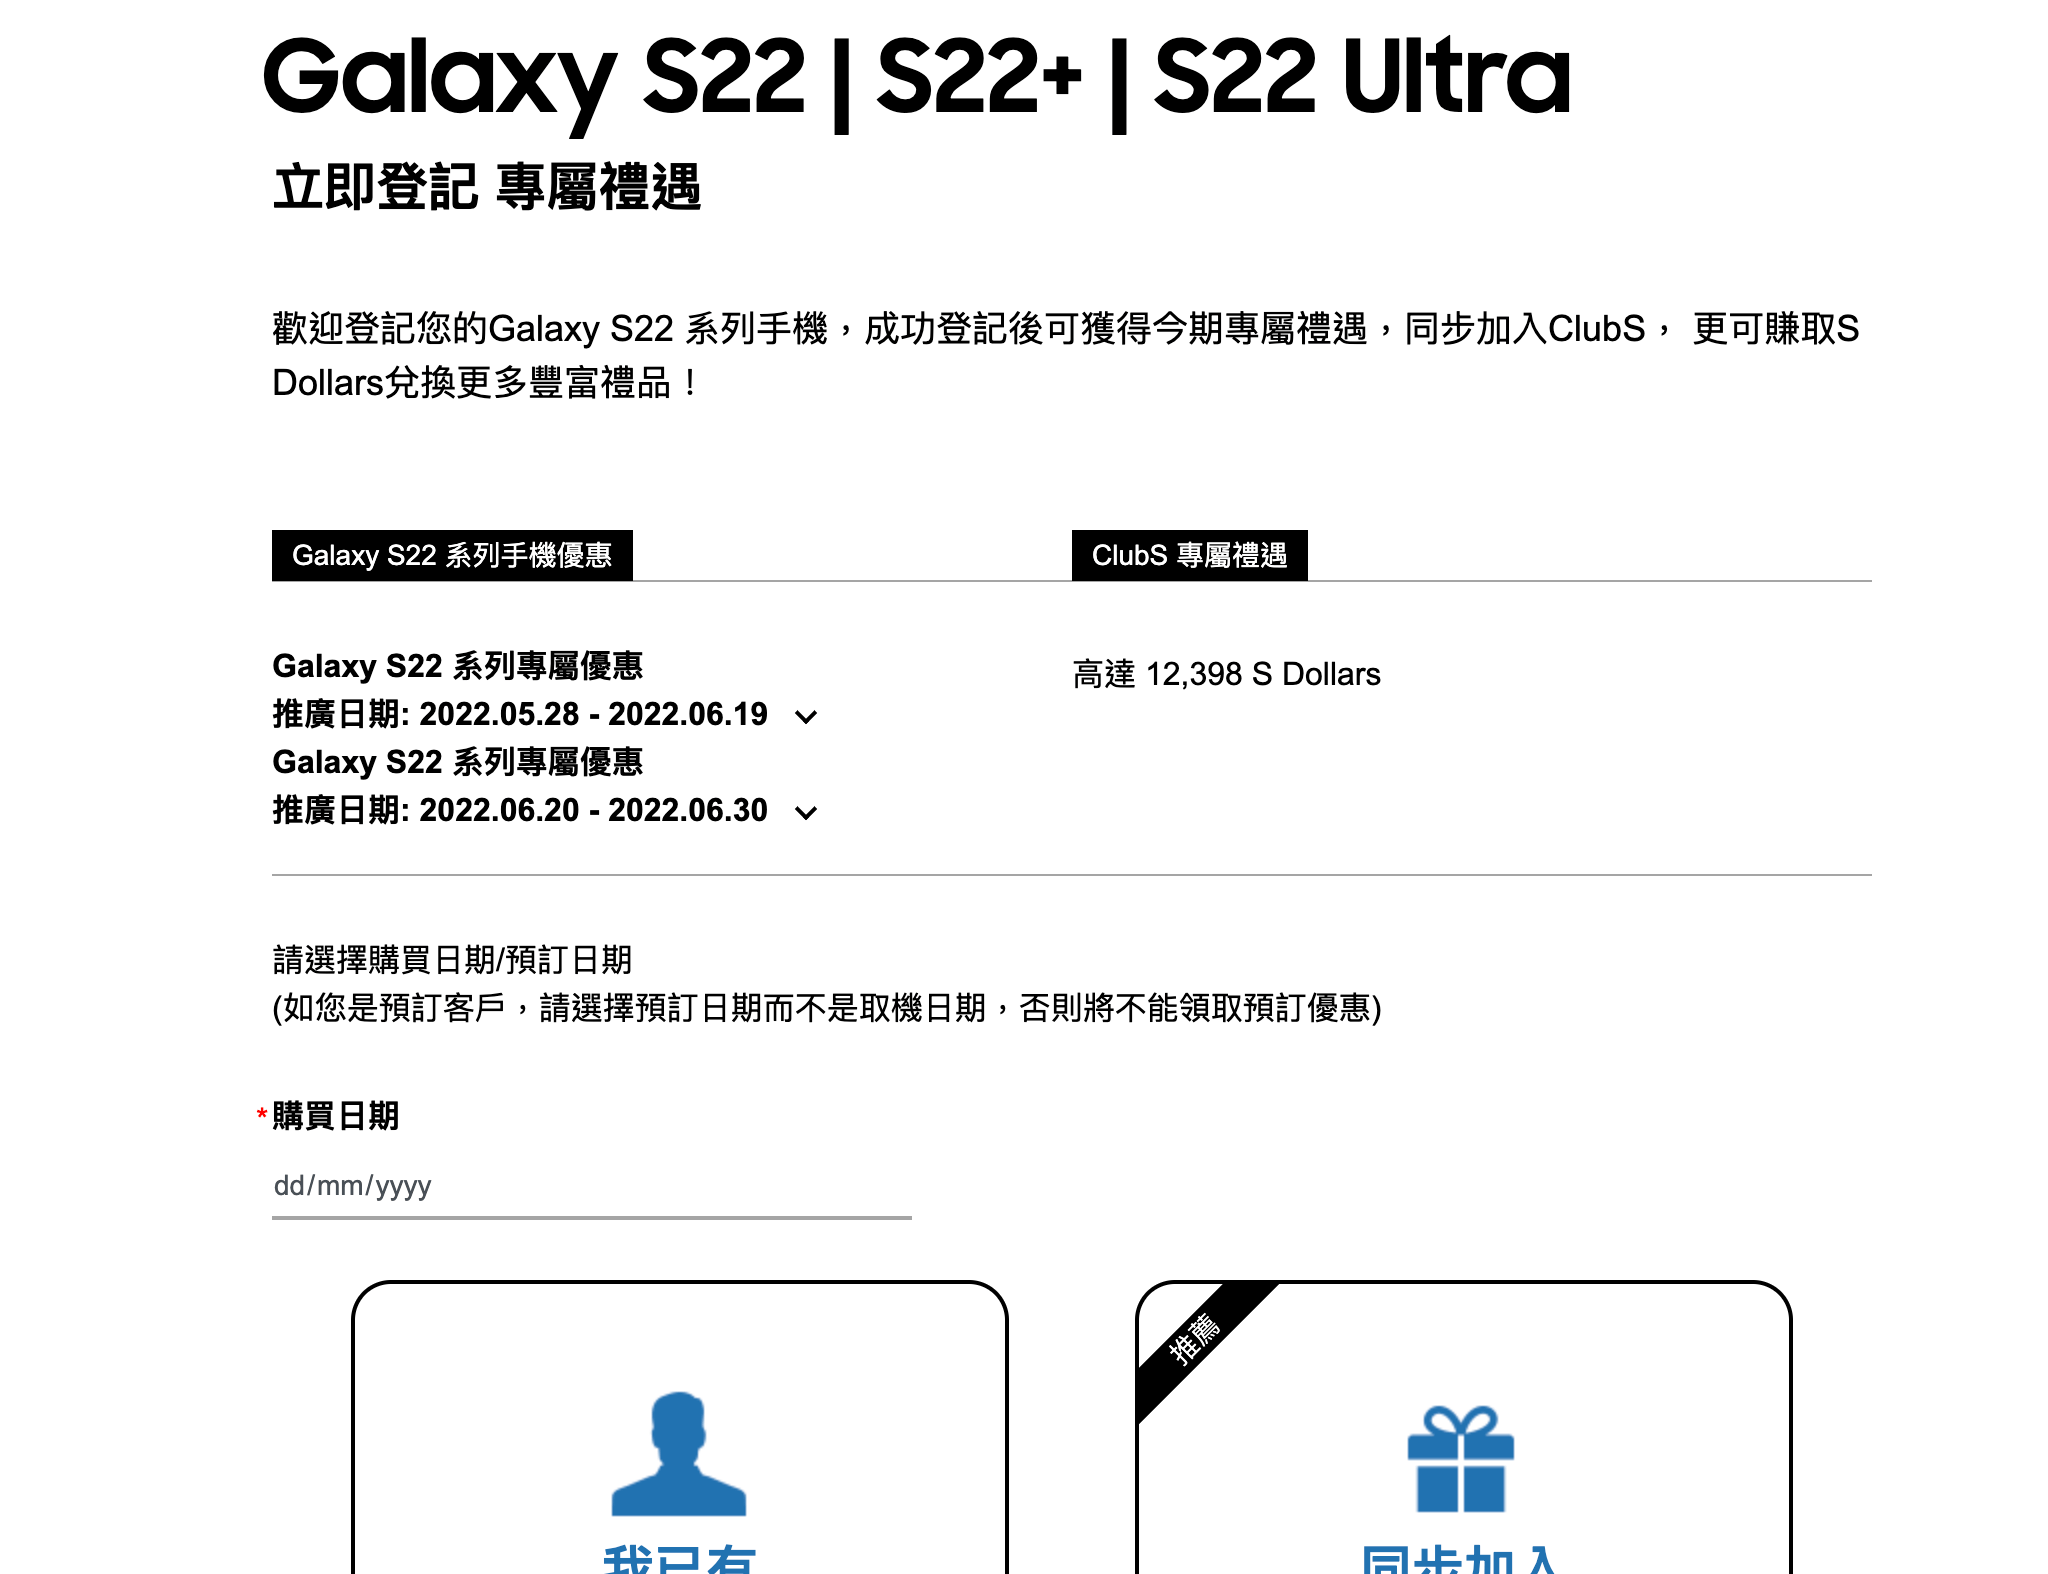 Galaxy S22 | S22+ | S22 Ultra
立即登記 專屬禮遇
歡迎登記您的Galaxy S22 系列手機，成功登記後可獲得今期專屬禮遇，同步加入ClubS， 更可賺取S
Dollars兌換更多豐富禮品！
Galaxy S22 系列手機優惠
ClubS 專屬禮遇
Galaxy S22 系列專屬優惠
推廣日期: 2022.05.28 - 2022.06.19
Galaxy S22 系列專屬優惠
推廣日期: 2022.06.20 - 2022.06.30
高達 12,398 S Dollars
請選擇購買日期/預訂日期
(如您是預訂客戶，請選擇預訂日期而不是取機日期，否則將不能領取預訂優惠)
*購買日期
dd/mm/yyyy
我已有
推薦
同步加入